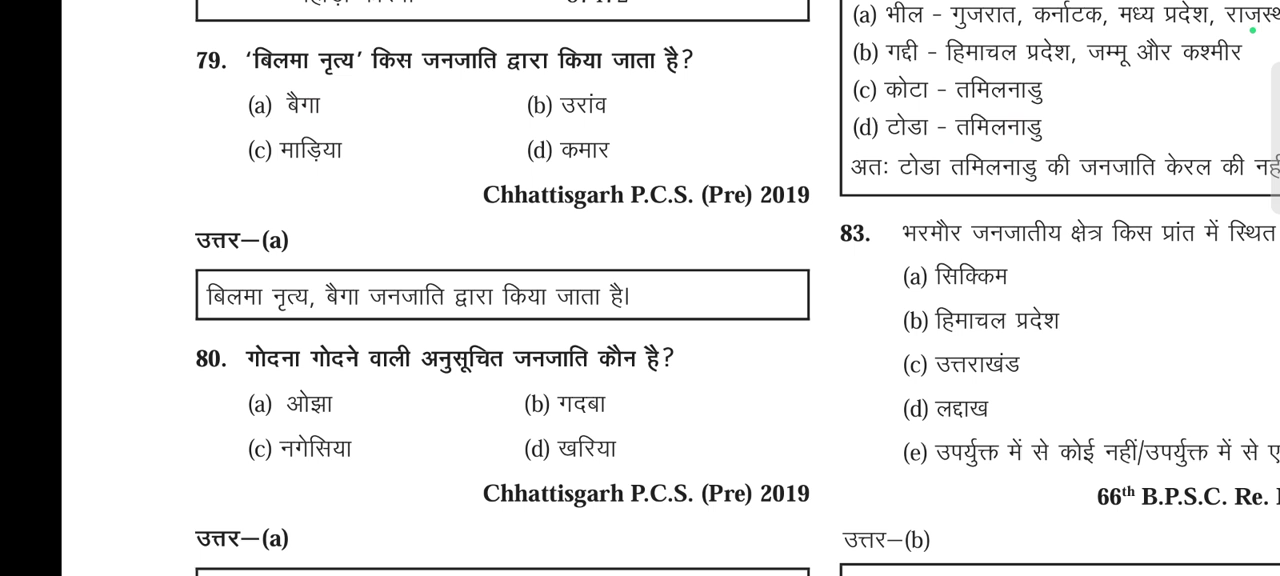 79. ‘बिलमा नृत्य’ किस जनजाति द्वारा किया जाता है?
(a) बैगा (b) उरांव
(c) माड़िया (d) कमार
Chhattisgarh P.C.S. (Pre) 2019
उत्तर–(a)
बिलमा नृत्य, बैगा जनजाति द्वारा किया जाता है।
80. गोदना गोदने वाली अनुसूचित जनजाति कौन है?
(a) ओझा (b) गदबा
(c) नगेसिया (d) खरिया
Chhattisgarh P.C.S. (Pre) 2019
उत्तर–(a)
(a) भील – गुजरात, कर्नाटक, मध्य प्रदेश,
(b) गद्दी – हिमाचल प्रदेश, जम्मू और कश्मीर
(c) कोटा – तमिलनाडु
(d) टोडा – तमिलनाडु
अतः टोडा तमिलनाडु की जनजाति केरल की
83. भरमौर जनजातीय क्षेत्र किस प्रांत में स्थित
(a) सिक्किम
(b) हिमाचल प्रदेश
(c) उत्तराखंड
(d) लद्दाख
(e) उपर्युक्त में से कोई नहीं/उपर्युक्त में से
66th B.P.S.C. Re.
उत्तर–(b)